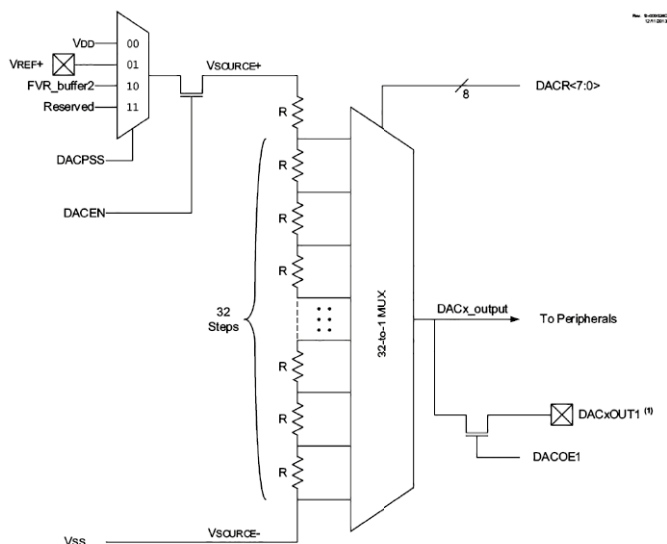 VDD
00
VREF+
01
FVR_buffer2
10
Reserved
11
VSOURCE+
DACPSS
DACEN
R
R
R
R
R
R
R
32
Steps
32-to-1 MUX
8
DACR<7:0>
DACx_output
To Peripherals
DACxOUT1 (1)
DACOE1
VSS
VSOURCE-